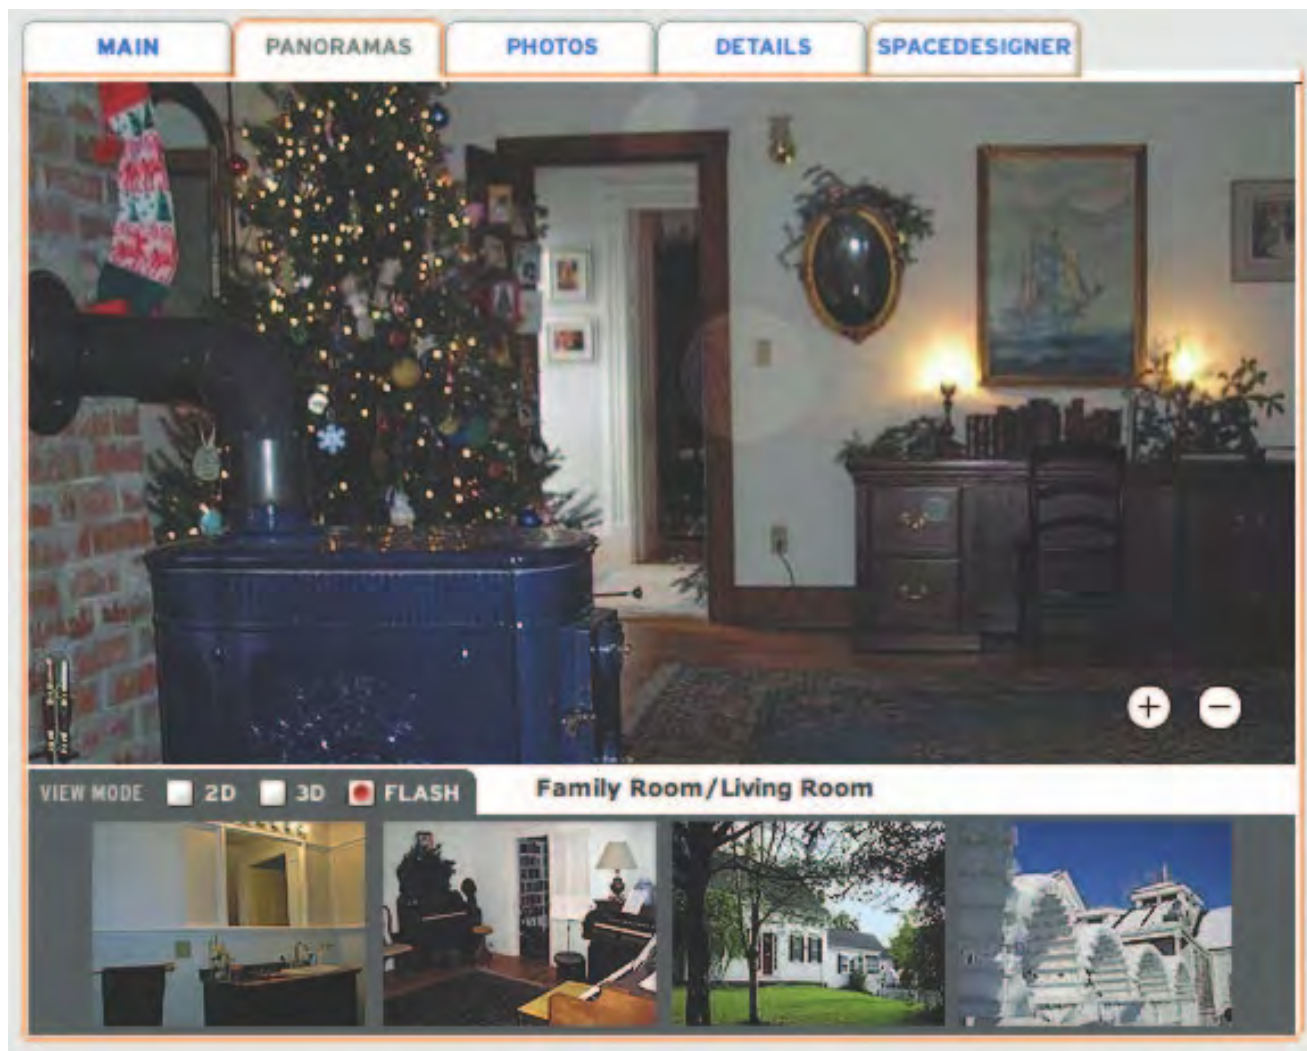 MAIN
PANORAMAS
PHOTOS
DETAILS
SPACEDESIGNER
VIEW MODE 2D 3D FLASH
Family Room/Living Room